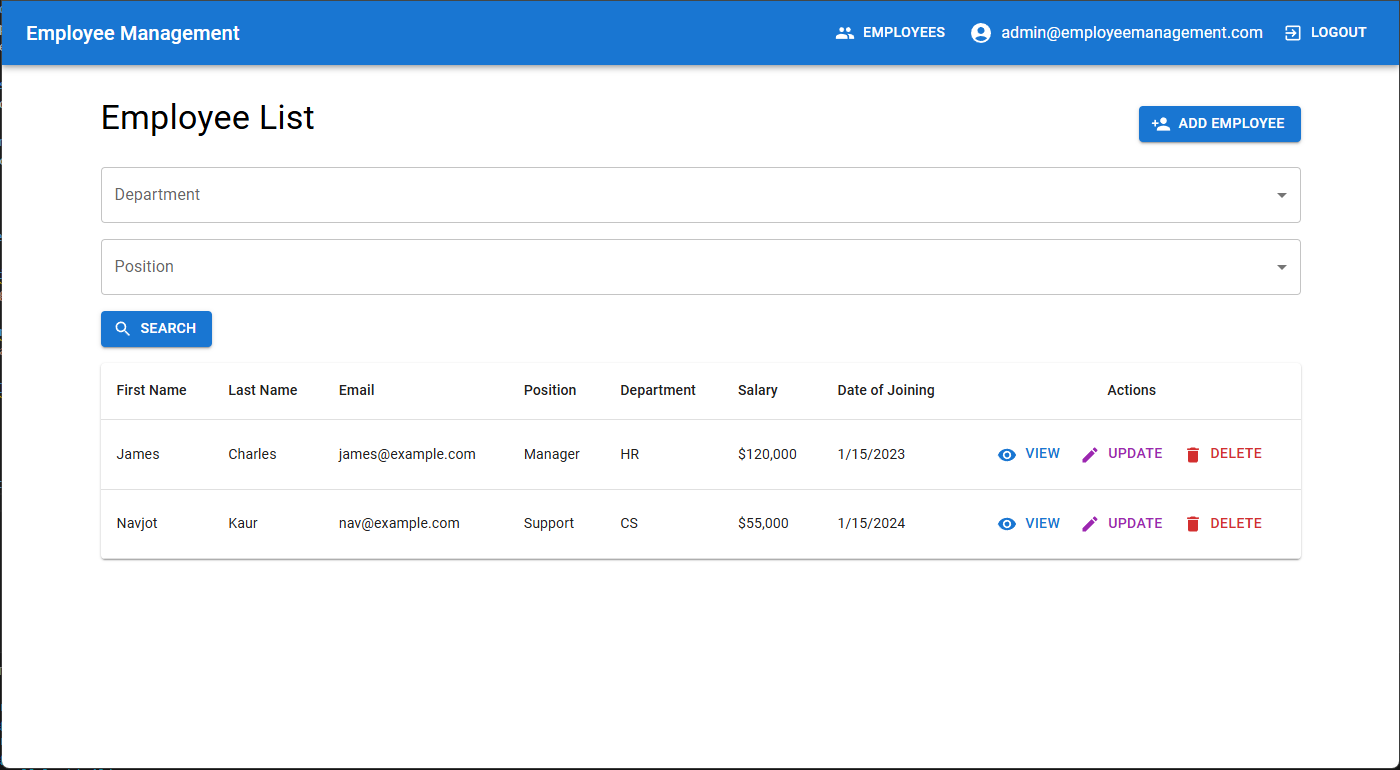 Employee Management EMPLOYEES admin@employeemanagement.com LOGOUT
Employee List ADD EMPLOYEE
Department
Position
SEARCH
First Name Last Name Email Position Department Salary Date of Joining Actions
James Charles james@example.com Manager HR $120,000 1/15/2023 VIEW UPDATE DELETE
Navjot Kaur nav@example.com Support CS $55,000 1/15/2024 VIEW UPDATE DELETE